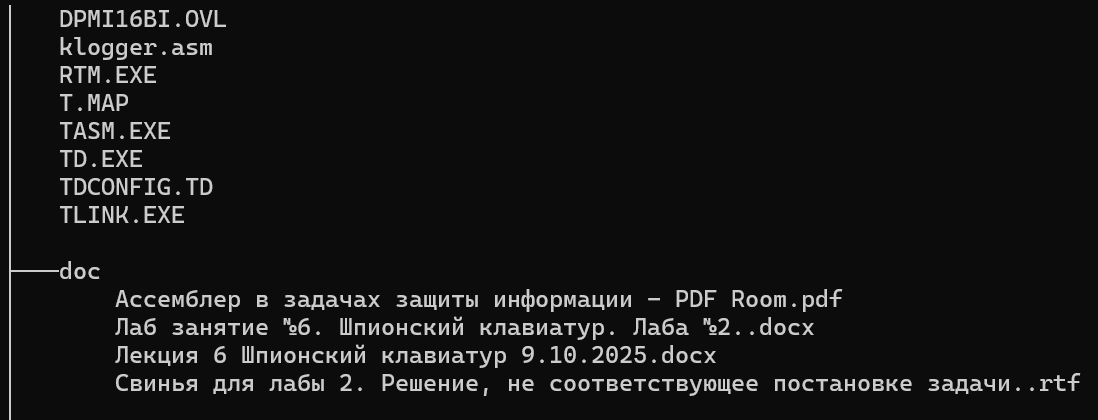 DPMI16BI.OVL
klogger.asm
RTM.EXE
T.MAP
TASM.EXE
TD.EXE
TDCONFIG.TD
TLINK.EXE
doc
Ассемблер в задачах защиты информации - PDF Room.pdf
Лаб занятие №6. Шпионский клавиатур. Лаба №2..docx
Лекция 6 Шпионский клавиатур 9.10.2025.docx
Свинья для лабы 2. Решение, не соответствующее постановке задачи..rtf